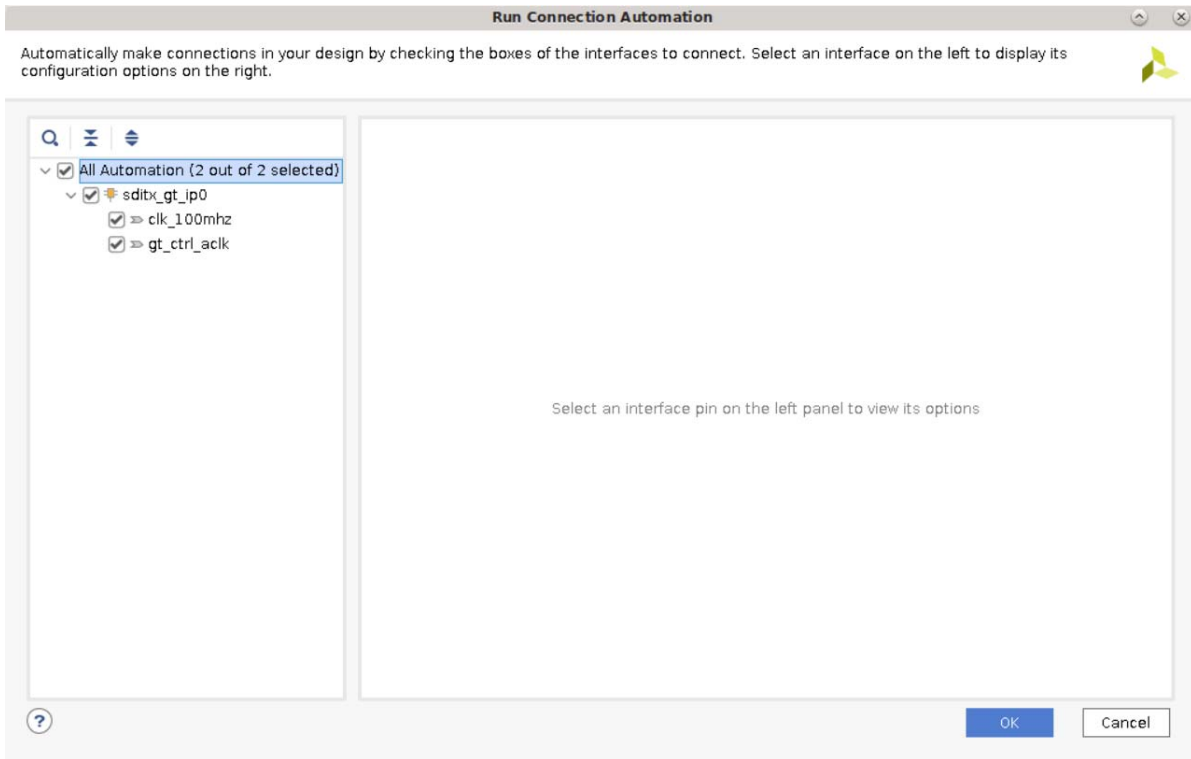 Run Connection Automation
Automatically make connections in your design by checking the boxes of the interfaces to connect. Select an interface on the left to display its
configuration options on the right.
All Automation (2 out of 2 selected)
sditx_gt_ip0
clk_100mhz
gt_ctrl_aclk
Select an interface pin on the left panel to view its options
?
OK
Cancel